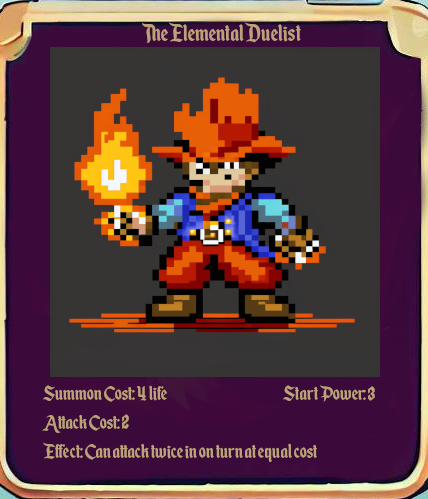 The Elemental Duelist
Summon Cost: 4 life Start Power: 3
Attack Cost: 2
Effect: Can attack twice in on turn at equal cost